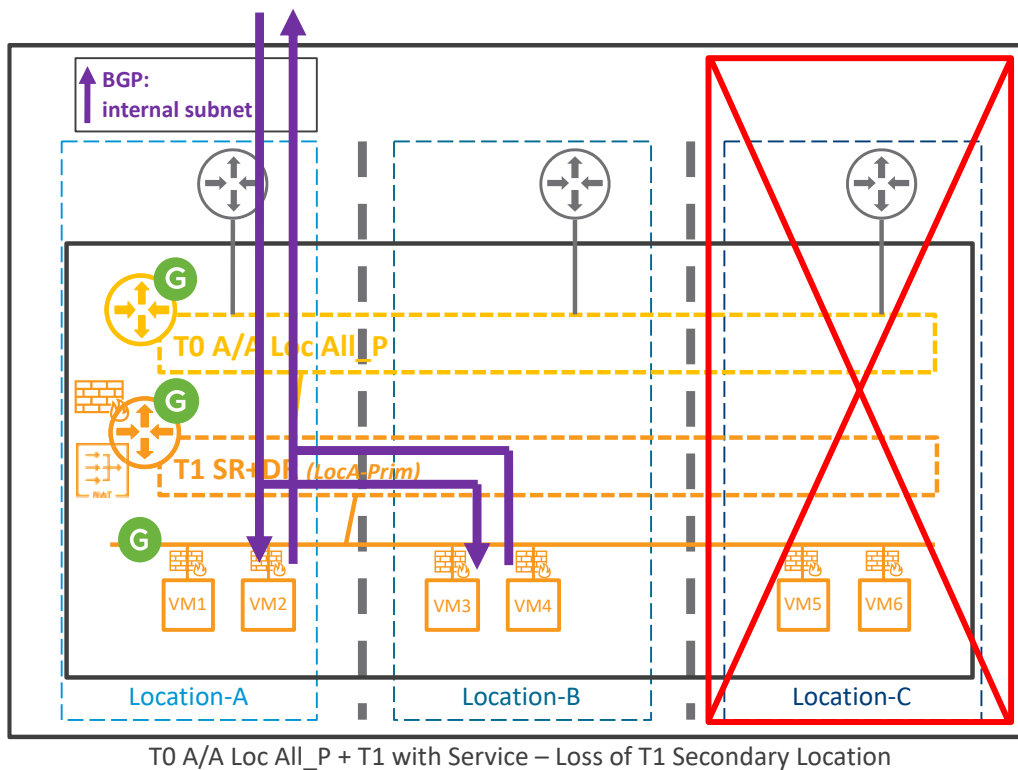 BGP:
internal subnet
G
T0 A/A Loc All_P
G
T1 SR+DR (LocA-Prim)
NAT
G
VM1 VM2 VM3 VM4 VM5 VM6
Location-A Location-B Location-C
T0 A/A Loc All_P + T1 with Service – Loss of T1 Secondary Location